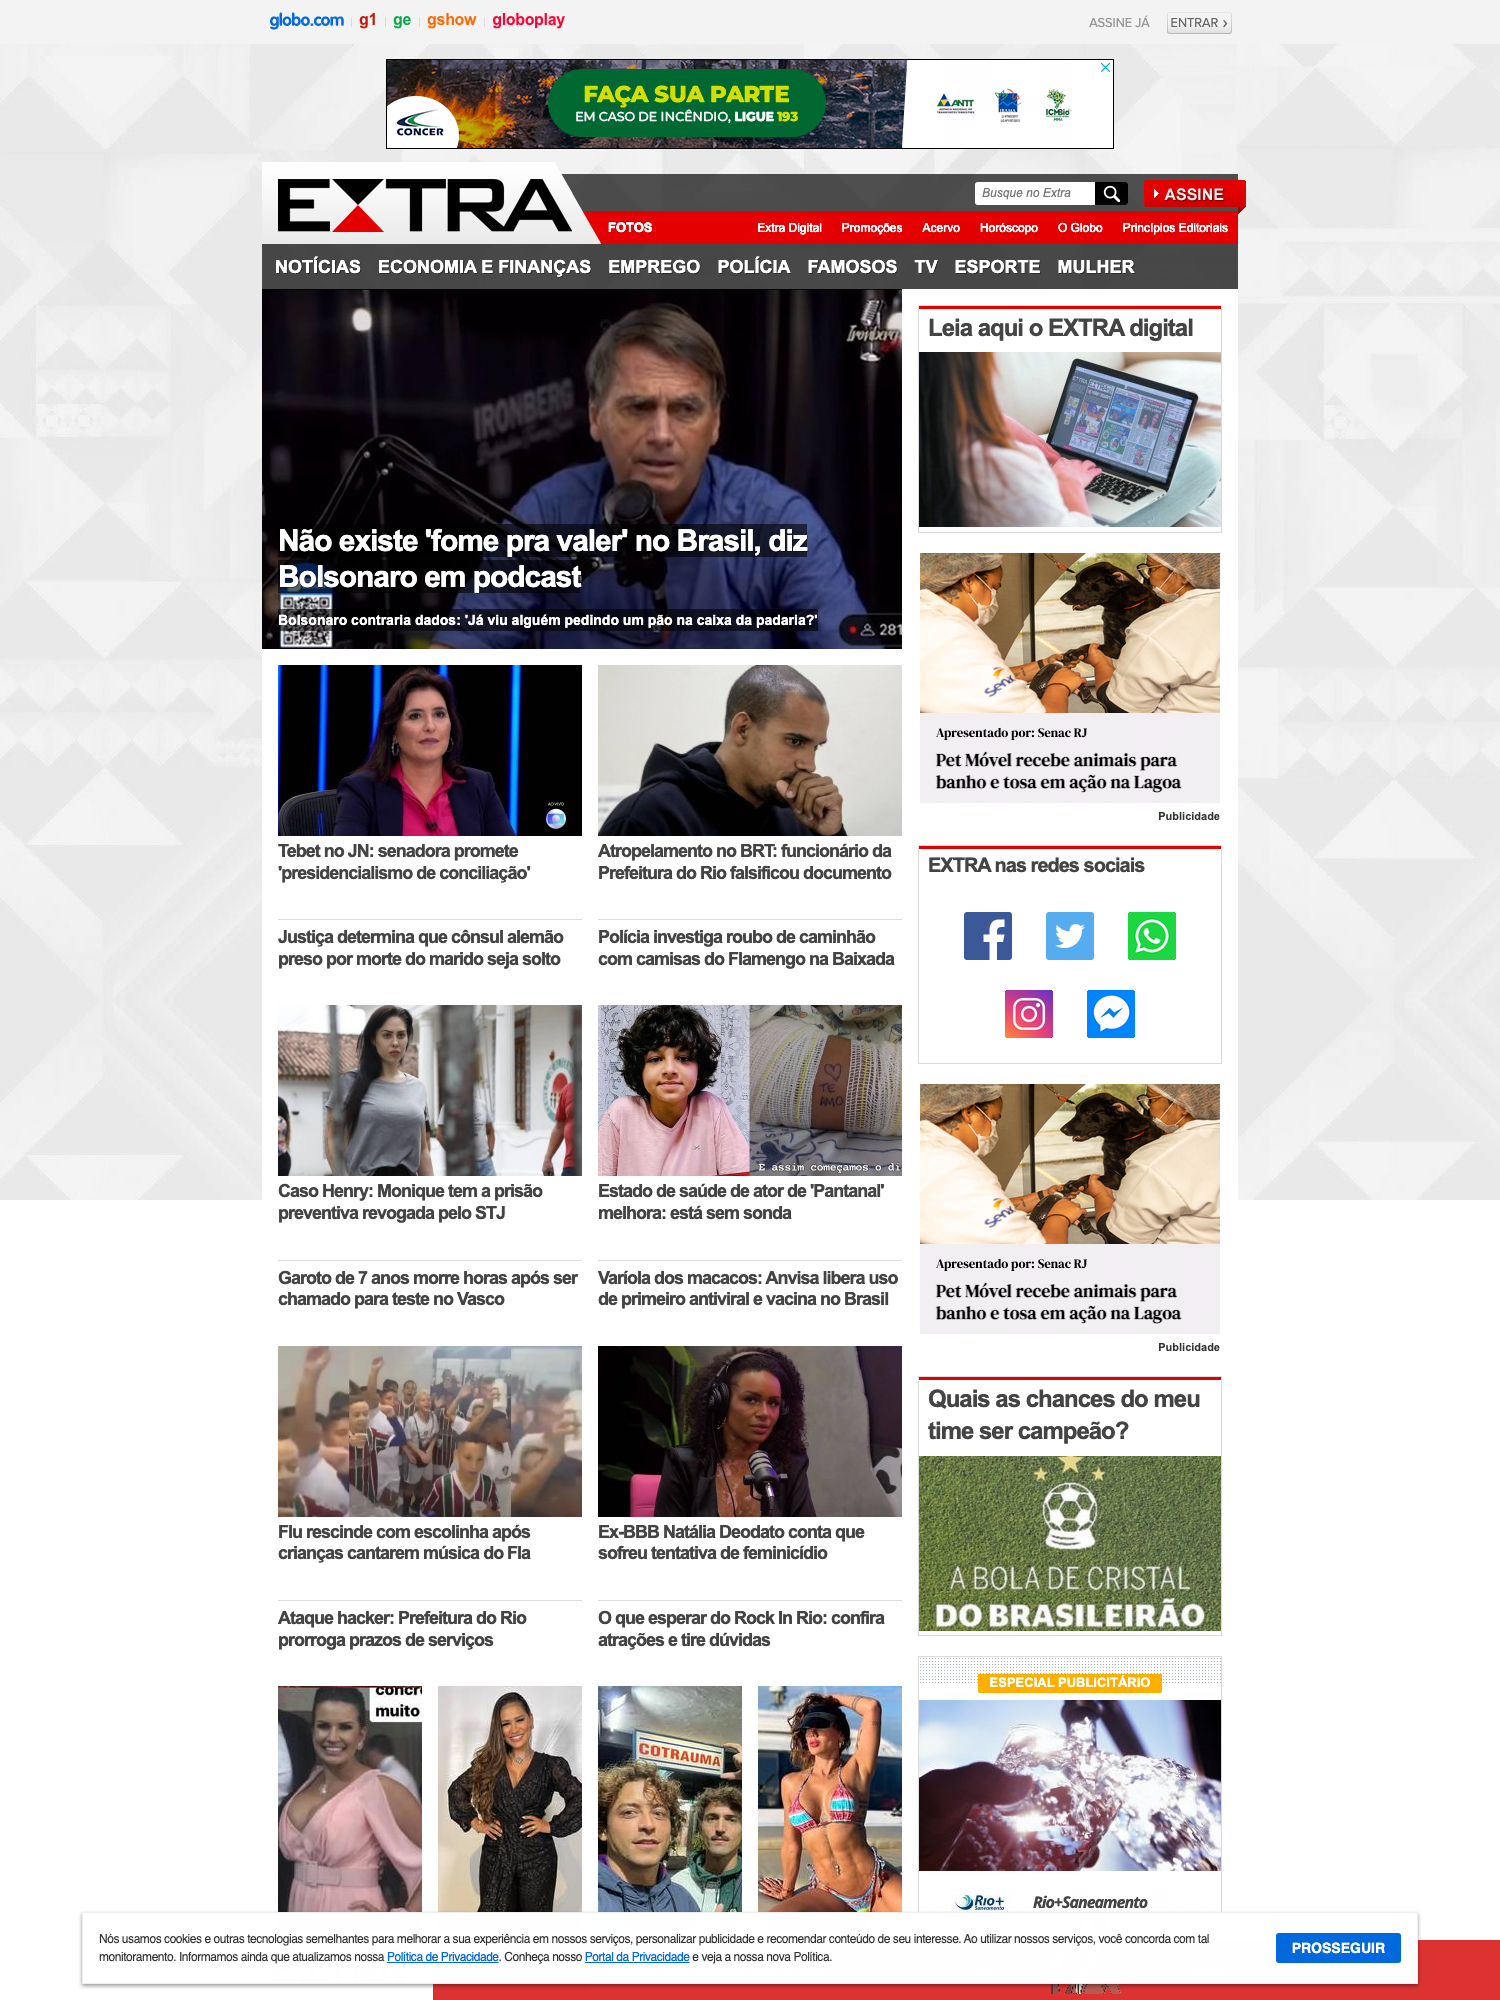 globo.com
g1
ge
gshow
globoplay
ASSINE JÁ
ENTRAR
CONCER
FAÇA SUA PARTE
EM CASO DE INCÊNDIO, LIGUE 193
ANTT
ICMBio
EXTRA
Busque no Extra
ASSINE
FOTOS
Extra Digital
Promoções
Acervo
Horóscopo
O Globo
Princípios Editoriais
NOTÍCIAS
ECONOMIA E FINANÇAS
EMPREGO
POLÍCIA
FAMOSOS
TV
ESPORTE
MULHER
Ironberg
IRONBERG
Não existe 'fome pra valer' no Brasil, diz
Bolsonaro em podcast
Bolsonaro contraria dados: 'Já viu alguém pedindo um pão na caixa da padaria?'
281
AO VIVO
Tebet no JN: senadora promete
'presidencialismo de conciliação'
Atropelamento no BRT: funcionário da
Prefeitura do Rio falsificou documento
Justiça determina que cônsul alemão
preso por morte do marido seja solto
Polícia investiga roubo de caminhão
com camisas do Flamengo na Baixada
TE
AMO
E assim começamos o di
Caso Henry: Monique tem a prisão
preventiva revogada pelo STJ
Estado de saúde de ator de 'Pantanal'
melhora: está sem sonda
Garoto de 7 anos morre horas após ser
chamado para teste no Vasco
Varíola dos macacos: Anvisa libera uso
de primeiro antiviral e vacina no Brasil
Flu rescinde com escolinha após
crianças cantarem música do Fla
Ex-BBB Natália Deodato conta que
sofreu tentativa de feminicídio
Ataque hacker: Prefeitura do Rio
prorroga prazos de serviços
O que esperar do Rock In Rio: confira
atrações e tire dúvidas
muito
COTRAUMA
Leia aqui o EXTRA digital
Senac
Apresentado por: Senac RJ
Pet Móvel recebe animais para
banho e tosa em ação na Lagoa
Publicidade
EXTRA nas redes sociais
Senac
Apresentado por: Senac RJ
Pet Móvel recebe animais para
banho e tosa em ação na Lagoa
Publicidade
Quais as chances do meu
time ser campeão?
A BOLA DE CRISTAL
DO BRASILEIRÃO
ESPECIAL PUBLICITÁRIO
Rio+
Saneamento
Rio+Saneamento
Nós usamos cookies e outras tecnologias semelhantes para melhorar a sua experiência em nossos serviços, personalizar publicidade e recomendar conteúdo de seu interesse. Ao utilizar nossos serviços, você concorda com tal
monitoramento. Informamos ainda que atualizamos nossa Política de Privacidade. Conheça nosso Portal da Privacidade e veja a nossa nova Política.
PROSSEGUIR